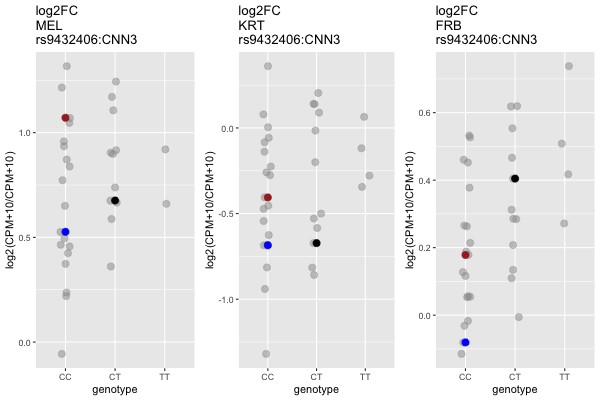 log2FC
MEL
rs9432406:CNN3
log2(CPM+10/CPM+10)
1.0
0.5
0.0
CC
CT
TT
genotype
log2FC
KRT
rs9432406:CNN3
log2(CPM+10/CPM+10)
0.0
-0.5
-1.0
CC
CT
TT
genotype
log2FC
FRB
rs9432406:CNN3
log2(CPM+10/CPM+10)
0.6
0.4
0.2
0.0
CC
CT
TT
genotype